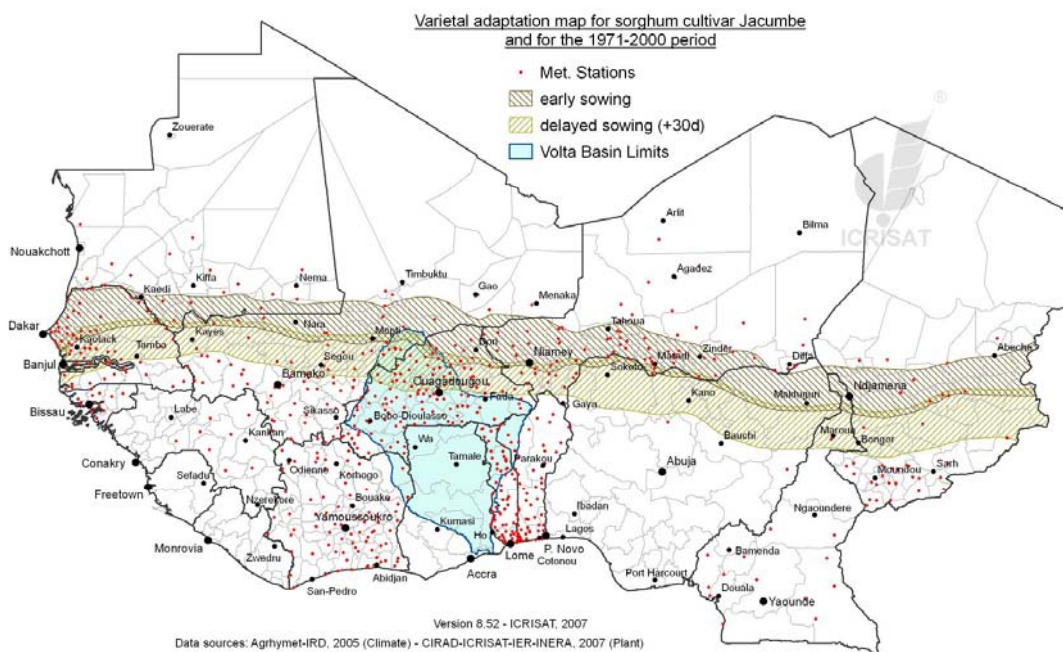 Varietal adaptation map for sorghum cultivar Jacumbe
and for the 1971-2000 period
Met. Stations
early sowing
delayed sowing (+30d)
Volta Basin Limits
®
ICRISAT
Zouerate
Arlit
Bilma
Nouakchott
Agadez
Kiffa
Nema
Timbuktu
Gao
Kaedi
Menaka
Dakar
Nara
Mopti
Tahoua
Kaolack
Kayes
Dori
Niamey
Maradi
Zinder
Diffa
Abeche
Banjul
Tamba
Segou
Sokoto
Bamako
Ouagadougou
Fada
Ndjamena
Bissau
Gaya
Kano
Maiduguri
Labe
Sikasso
Bobo-Dioulasso
Kankan
Wa
Bauchi
Maroua
Bongor
Conakry
Odienne
Korhogo
Tamale
Parakou
Abuja
Moundou
Sarh
Freetown
Sefadu
Nzerekore
Bouake
Ibadan
Ngaoundere
Yamoussoukro
Kumasi
Ho
Lagos
Monrovia
Zwedru
Abidjan
Accra
Lome
P. Novo
Cotonou
Bamenda
San-Pedro
Port Harcourt
Douala
Yaounde
Version 8.52 - ICRISAT, 2007
Data sources: Agrhymet-IRD, 2005 (Climate) - CIRAD-ICRISAT-IER-INERA, 2007 (Plant)